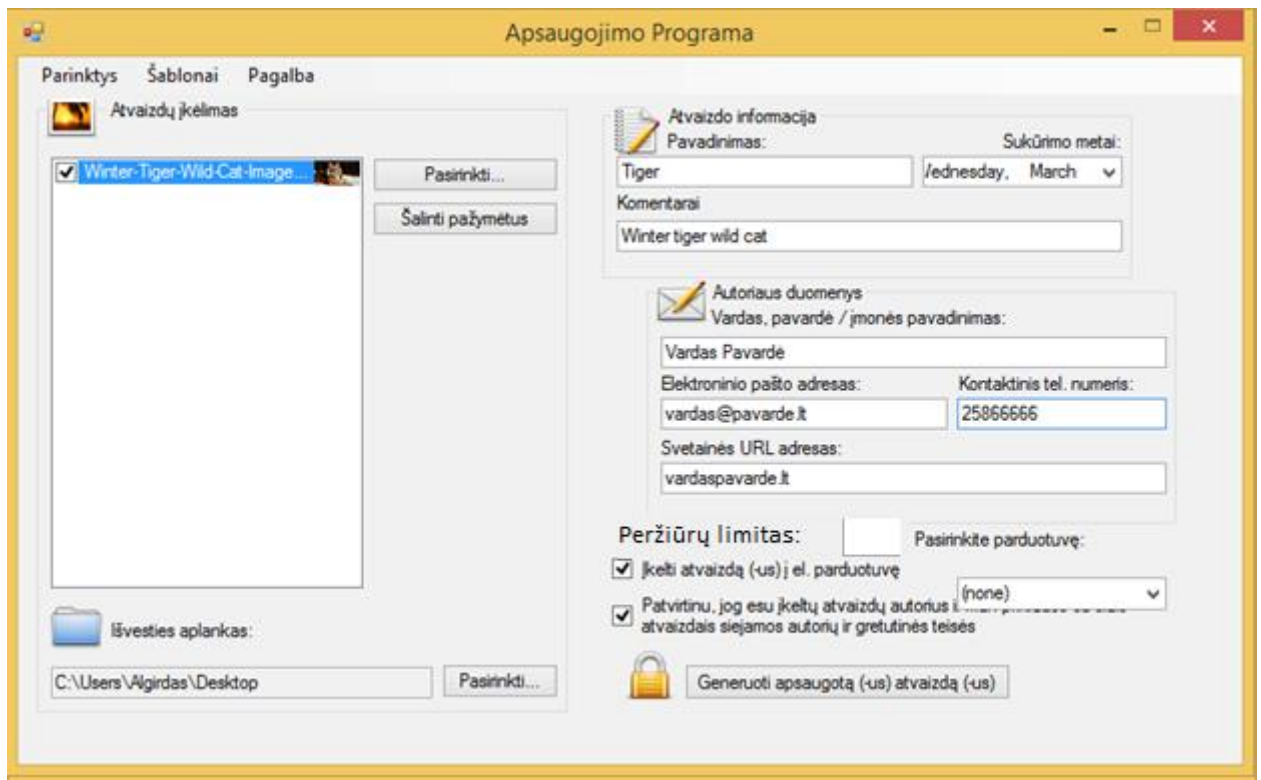 Apsaugojimo Programa
Parinktys Šablonai Pagalba
Atvaizdų įkėlimas
Winter-Tiger-Wild-Cat-Image...
Pasirinkti...
Šalinti pažymėtus
Išvesties aplankas:
C:\Users\Algirdas\Desktop
Pasirinkti...
Atvaizdo informacija
Pavadinimas: Sukūrimo metai:
Tiger /ednesday, March
Komentarai
Winter tiger wild cat
Autoriaus duomenys
Vardas, pavardė / įmonės pavadinimas:
Vardas Pavardė
Elektroninio pašto adresas: Kontaktinis tel. numeris:
vardas@pavarde.lt 25866666
Svetainės URL adresas:
vardaspavarde.lt
Peržiūrų limitas: Pasirinkite parduotuvę:
Įkelti atvaizdą (-us) į el. parduotuvę
(none)
Patvirtinu, jog esu įkeltų atvaizdų autorius
atvaizdais siejamos autorių ir gretutinės teisės
Generuoti apsaugotą (-us) atvaizdą (-us)